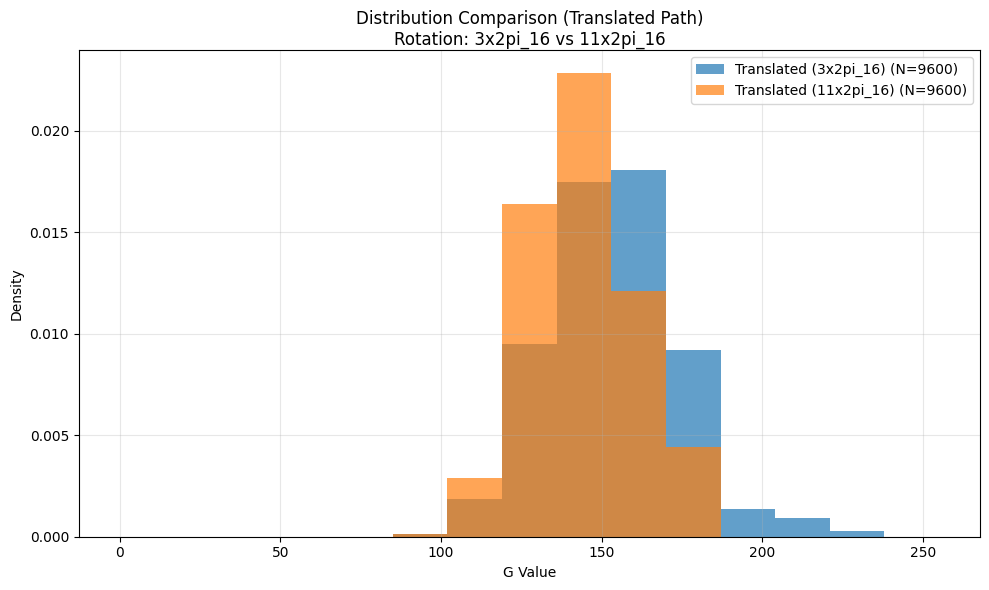 Distribution Comparison (Translated Path)
Rotation: 3x2pi_16 vs 11x2pi_16
Translated (3x2pi_16) (N=9600)
Translated (11x2pi_16) (N=9600)
Density
0.020
0.015
0.010
0.005
0.000
0 50 100 150 200 250
G Value